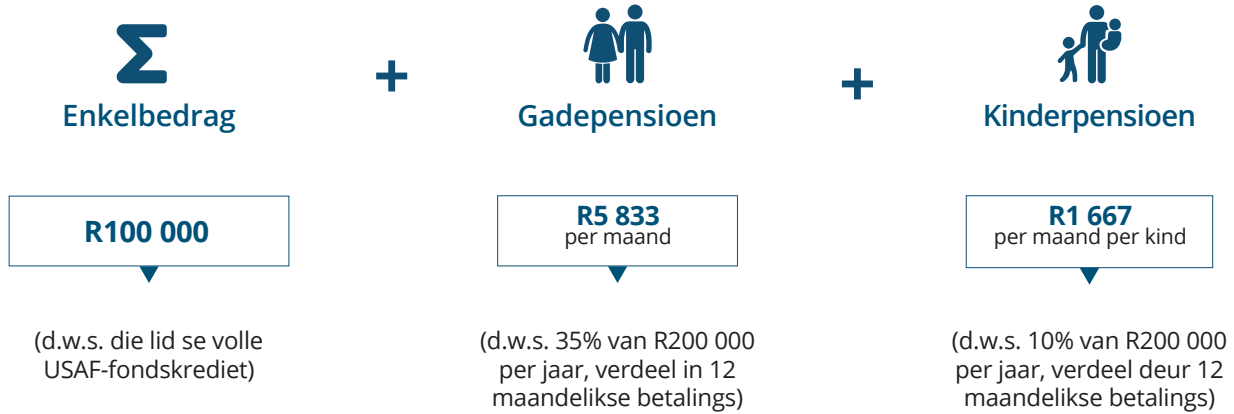 Σ
+
+
Enkelbedrag
Gadepensioen
Kinderpensioen
R100 000
R5 833
per maand
R1 667
per maand per kind
(d.w.s. die lid se volle
USAF-fondskrediet)
(d.w.s. 35% van R200 000
per jaar, verdeel in 12
maandelikse betalings)
(d.w.s. 10% van R200 000
per jaar, verdeel deur 12
maandelikse betalings)